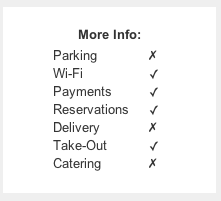 More Info:
Parking ✗
Wi-Fi ✓
Payments ✓
Reservations ✓
Delivery ✗
Take-Out ✓
Catering ✗